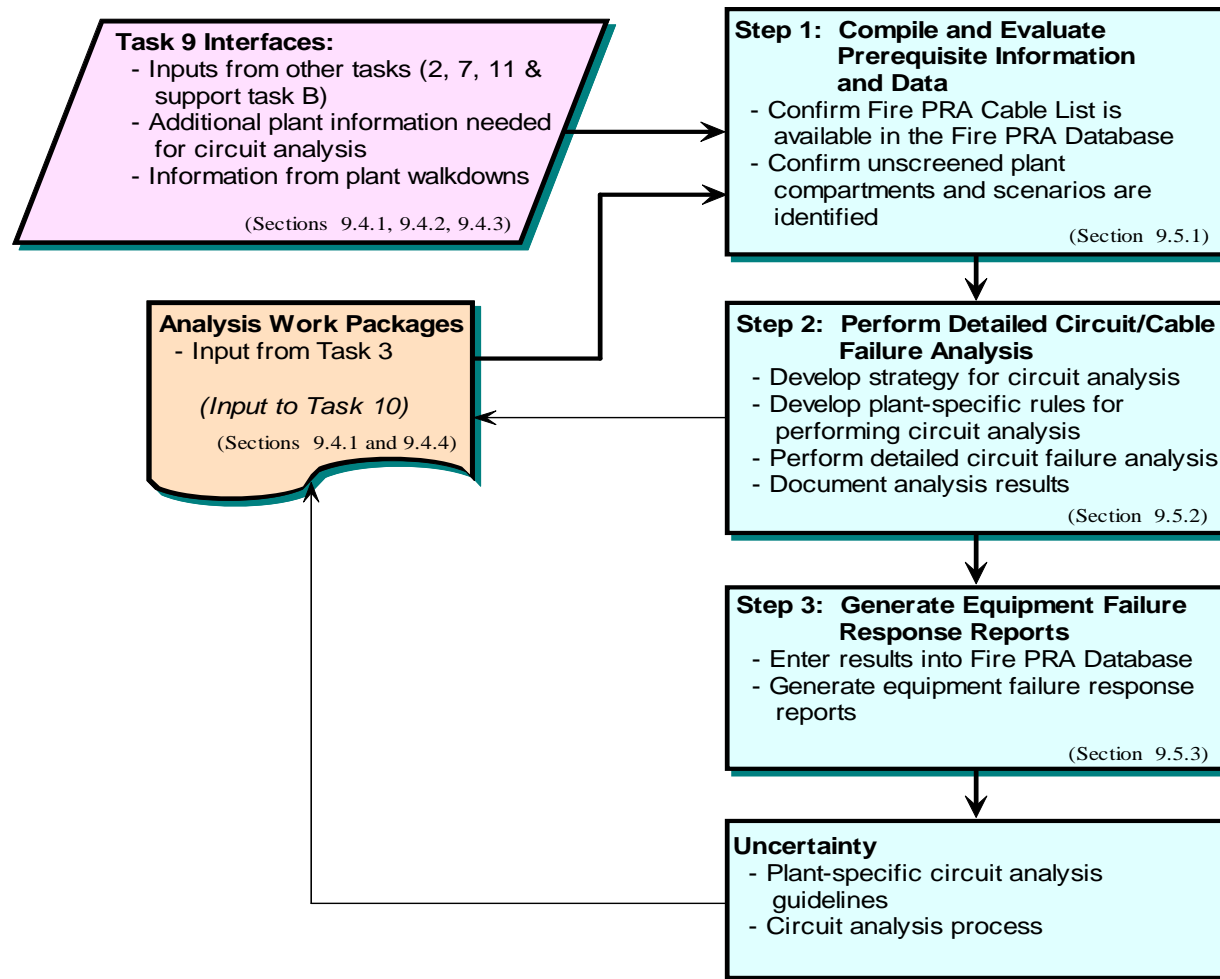 Task 9 Interfaces:
- Inputs from other tasks (2, 7, 11 &
support task B)
- Additional plant information needed
for circuit analysis
- Information from plant walkdowns
(Sections 9.4.1, 9.4.2, 9.4.3)
Step 1: Compile and Evaluate
Prerequisite Information
and Data
- Confirm Fire PRA Cable List is
available in the Fire PRA Database
- Confirm unscreened plant
compartments and scenarios are
identified
(Section 9.5.1)
Analysis Work Packages
- Input from Task 3
(Input to Task 10)
(Sections 9.4.1 and 9.4.4)
Step 2: Perform Detailed Circuit/Cable
Failure Analysis
- Develop strategy for circuit analysis
- Develop plant-specific rules for
performing circuit analysis
- Perform detailed circuit failure analysis
- Document analysis results
(Section 9.5.2)
Step 3: Generate Equipment Failure
Response Reports
- Enter results into Fire PRA Database
- Generate equipment failure response
reports
(Section 9.5.3)
Uncertainty
- Plant-specific circuit analysis
guidelines
- Circuit analysis process